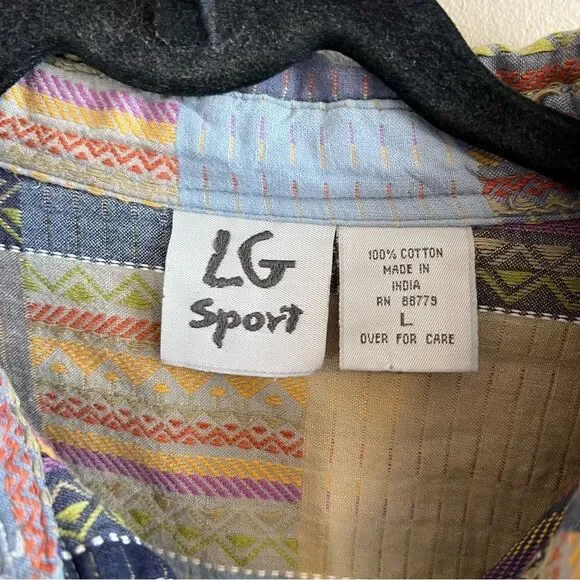 LG
Sport
100% COTTON
MADE IN
INDIA
RN 88779
L
OVER FOR CARE